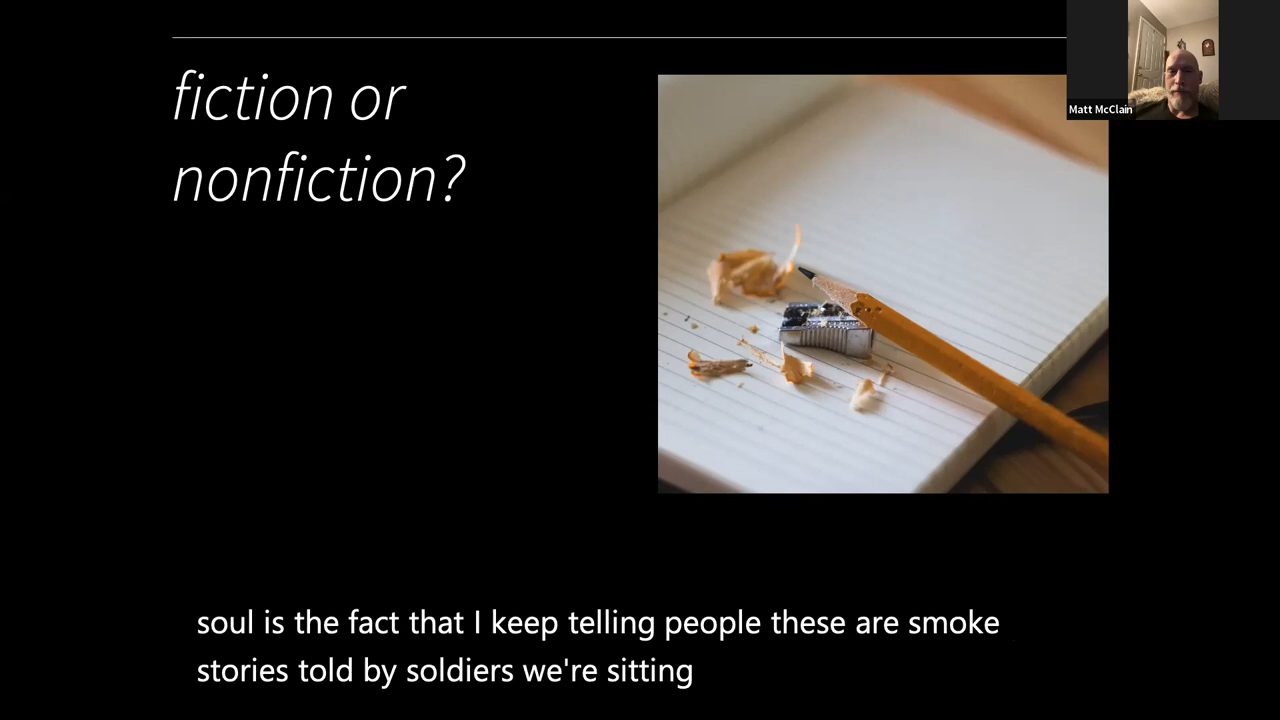 fiction or
nonfiction?
Matt McClain
soul is the fact that I keep telling people these are smoke
stories told by soldiers we're sitting